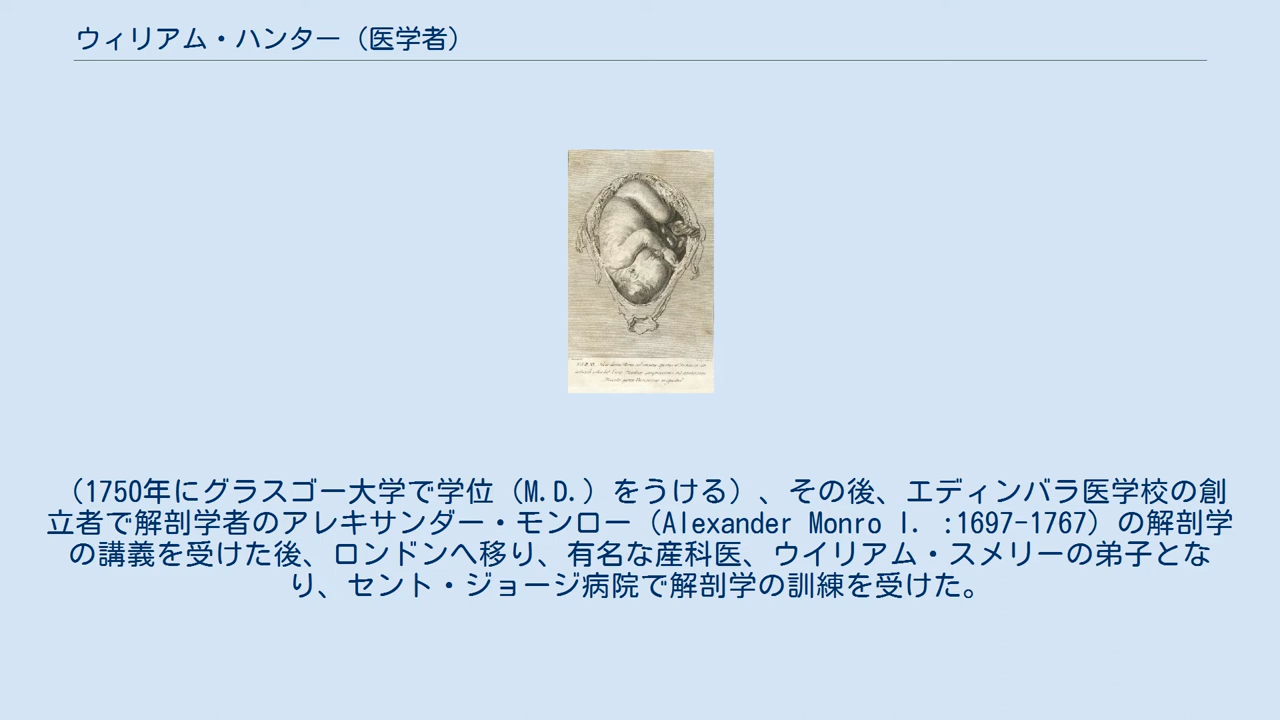 ウィリアム・ハンター（医学者）
（1750年にグラスゴー大学で学位（M.D.）をうける）、その後、エディンバラ医学校の創
立者で解剖学者のアレキサンダー・モンロー（Alexander Monro I. :1697-1767）の解剖学
の講義を受けた後、ロンドンへ移り、有名な産科医、ウイリアム・スメリーの弟子とな
り、セント・ジョージ病院で解剖学の訓練を受けた。